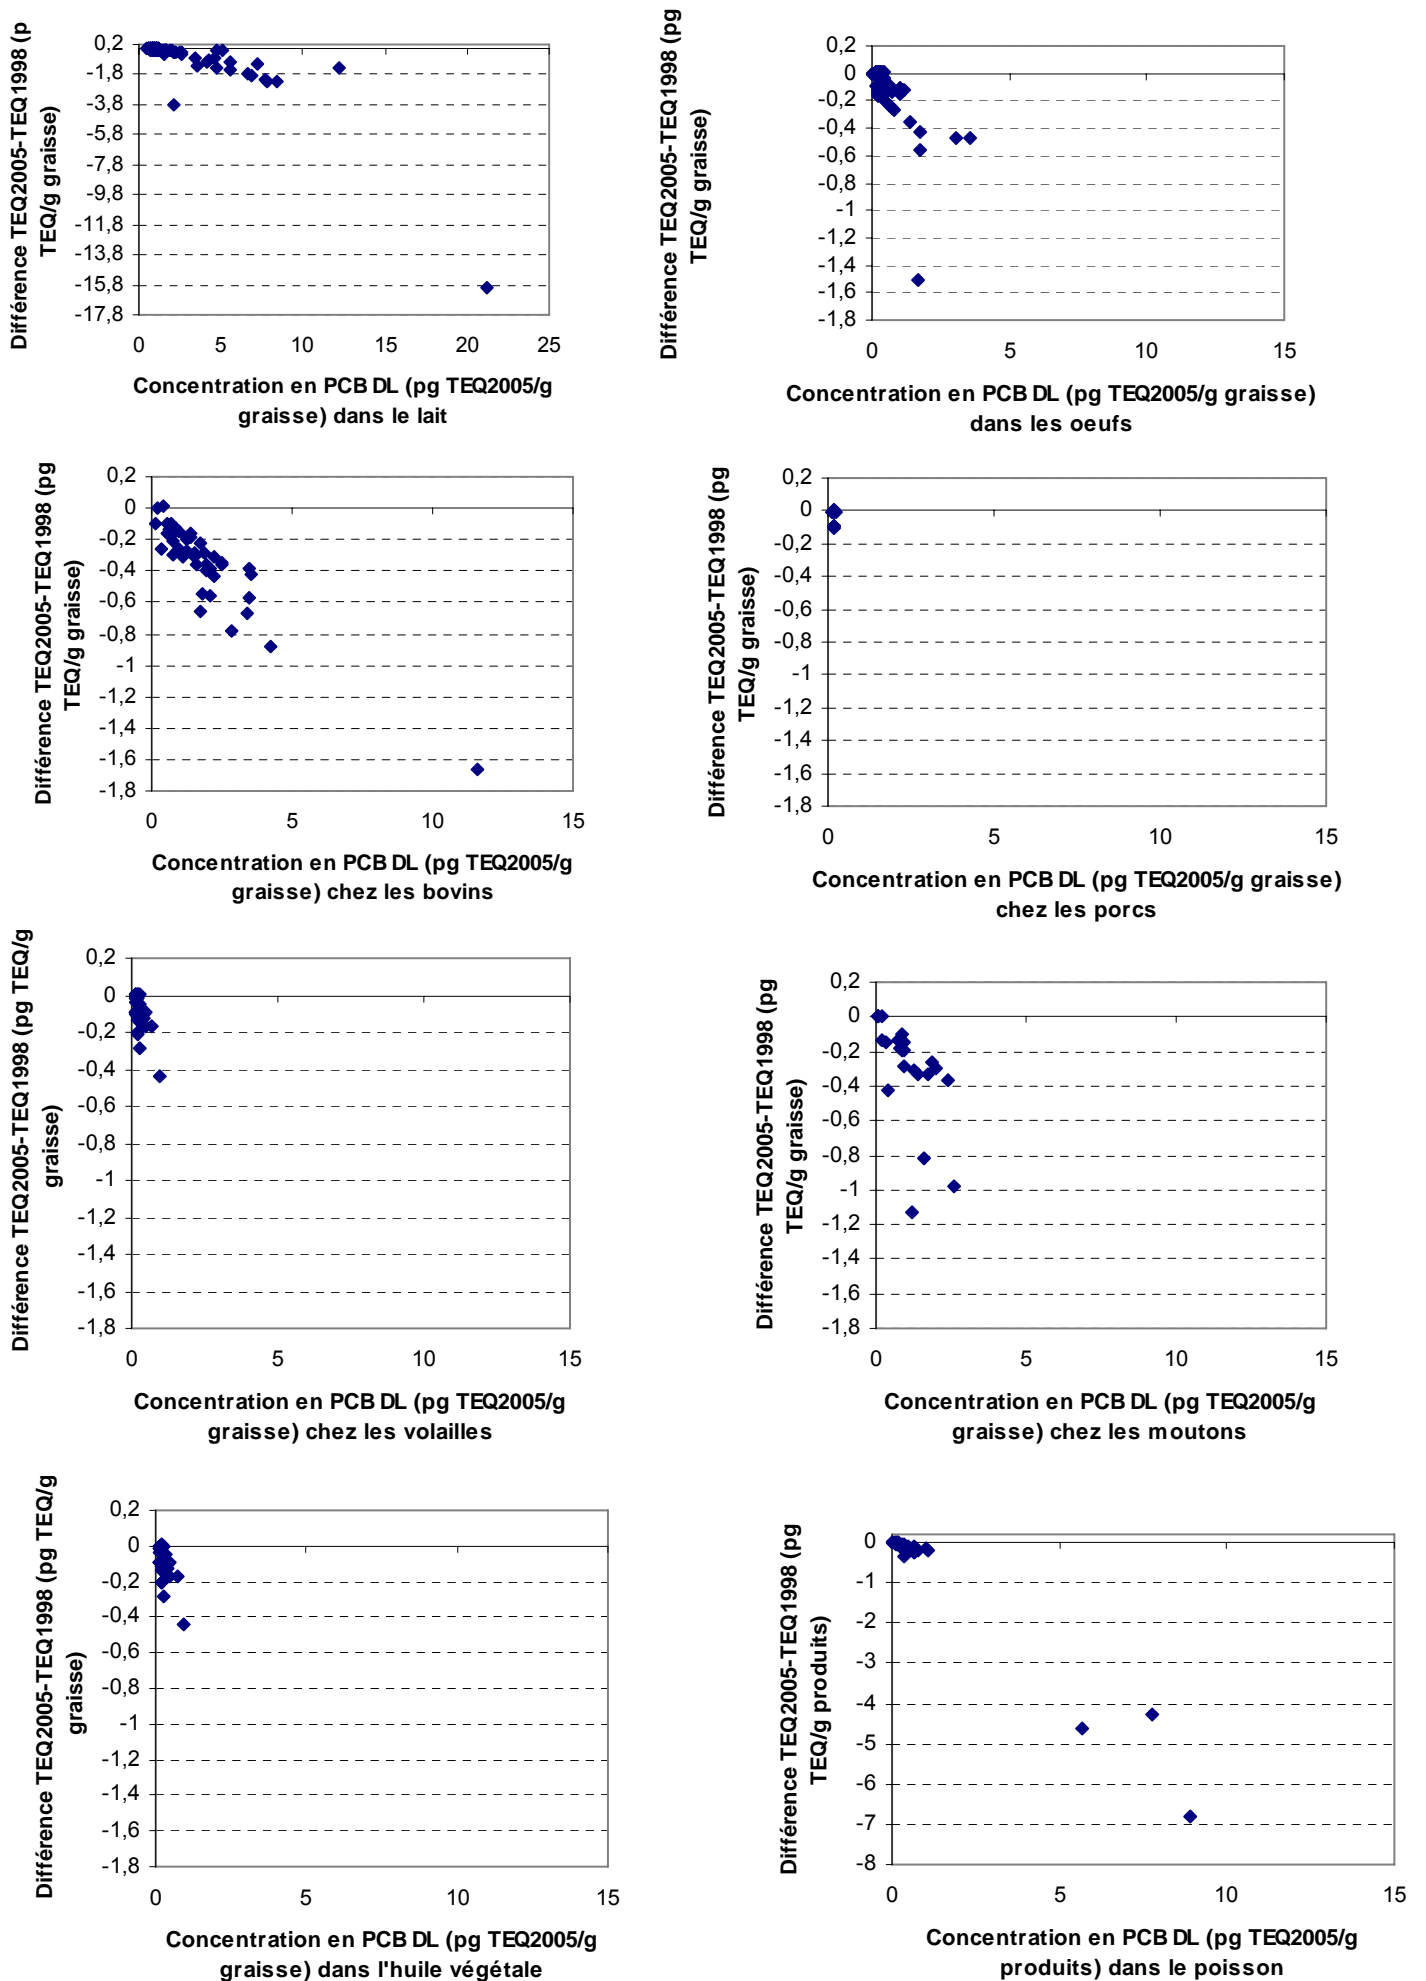 Différence TEQ2005-TEQ1998 (p
TEQ/g graisse)
0,2
-1,8
-3,8
-5,8
-7,8
-9,8
-11,8
-13,8
-15,8
-17,8
0 5 10 15 20 25
Concentration en PCB DL (pg TEQ2005/g
graisse) dans le lait
Différence TEQ2005-TEQ1998 (pg
TEQ/g graisse)
0,2
0
-0,2
-0,4
-0,6
-0,8
-1
-1,2
-1,4
-1,6
-1,8
0 5 10 15
Concentration en PCB DL (pg TEQ2005/g graisse)
dans les oeufs
Différence TEQ2005-TEQ1998 (pg
TEQ/g graisse)
0,2
0
-0,2
-0,4
-0,6
-0,8
-1
-1,2
-1,4
-1,6
-1,8
0 5 10 15
Concentration en PCB DL (pg TEQ2005/g
graisse) chez les bovins
Différence TEQ2005-TEQ1998 (pg
TEQ/g graisse)
0,2
0
-0,2
-0,4
-0,6
-0,8
-1
-1,2
-1,4
-1,6
-1,8
0 5 10 15
Concentration en PCB DL (pg TEQ2005/g graisse)
chez les porcs
Différence TEQ2005-TEQ1998 (pg TEQ/g
graisse)
0,2
0
-0,2
-0,4
-0,6
-0,8
-1
-1,2
-1,4
-1,6
-1,8
0 5 10 15
Concentration en PCB DL (pg TEQ2005/g
graisse) chez les volailles
Différence TEQ2005-TEQ1998 (pg
TEQ/g graisse)
0,2
0
-0,2
-0,4
-0,6
-0,8
-1
-1,2
-1,4
-1,6
-1,8
0 5 10 15
Concentration en PCB DL (pg TEQ2005/g
graisse) chez les moutons
Différence TEQ2005-TEQ1998 (pg TEQ/g
graisse)
0,2
0
-0,2
-0,4
-0,6
-0,8
-1
-1,2
-1,4
-1,6
-1,8
0 5 10 15
Concentration en PCB DL (pg TEQ2005/g
graisse) dans l'huile végétale
Différence TEQ2005-TEQ1998 (pg
TEQ/g produits)
0
-1
-2
-3
-4
-5
-6
-7
-8
0 5 10 15
Concentration en PCB DL (pg TEQ2005/g
produits) dans le poisson